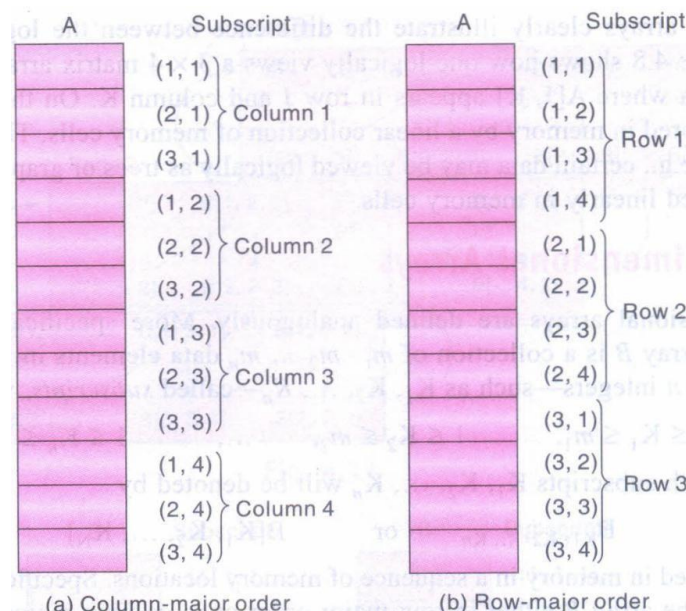 A Subscript
(1, 1)
(2, 1) Column 1
(3, 1)
(1, 2)
(2, 2) Column 2
(3, 2)
(1, 3)
(2, 3) Column 3
(3, 3)
(1, 4)
(2, 4) Column 4
(3, 4)
(a) Column-major order
A Subscript
(1, 1)
(1, 2)
Row 1
(1, 3)
(1, 4)
(2, 1)
(2, 2)
Row 2
(2, 3)
(2, 4)
(3, 1)
(3, 2)
Row 3
(3, 3)
(3, 4)
(b) Row-major order